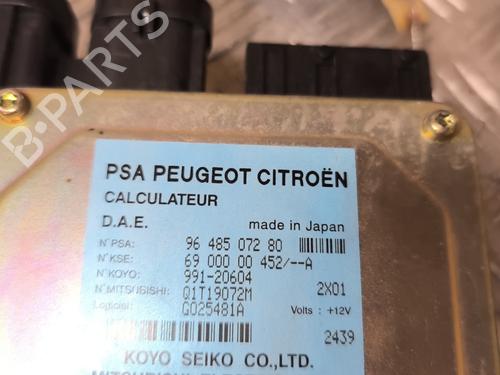 B-PARTS
PSA PEUGEOT CITROËN
CALCULATEUR
D.A.E. made in Japan
N°PSA: 96 485 072 80
N°KSE: 69 000 00 452/--A
N°KOYO: 991-20604
N°MITSUBISHI: Q1T19072M 2X01
Logiciel: G025481A Volts : +12V
2439
KOYO SEIKO CO.,LTD.